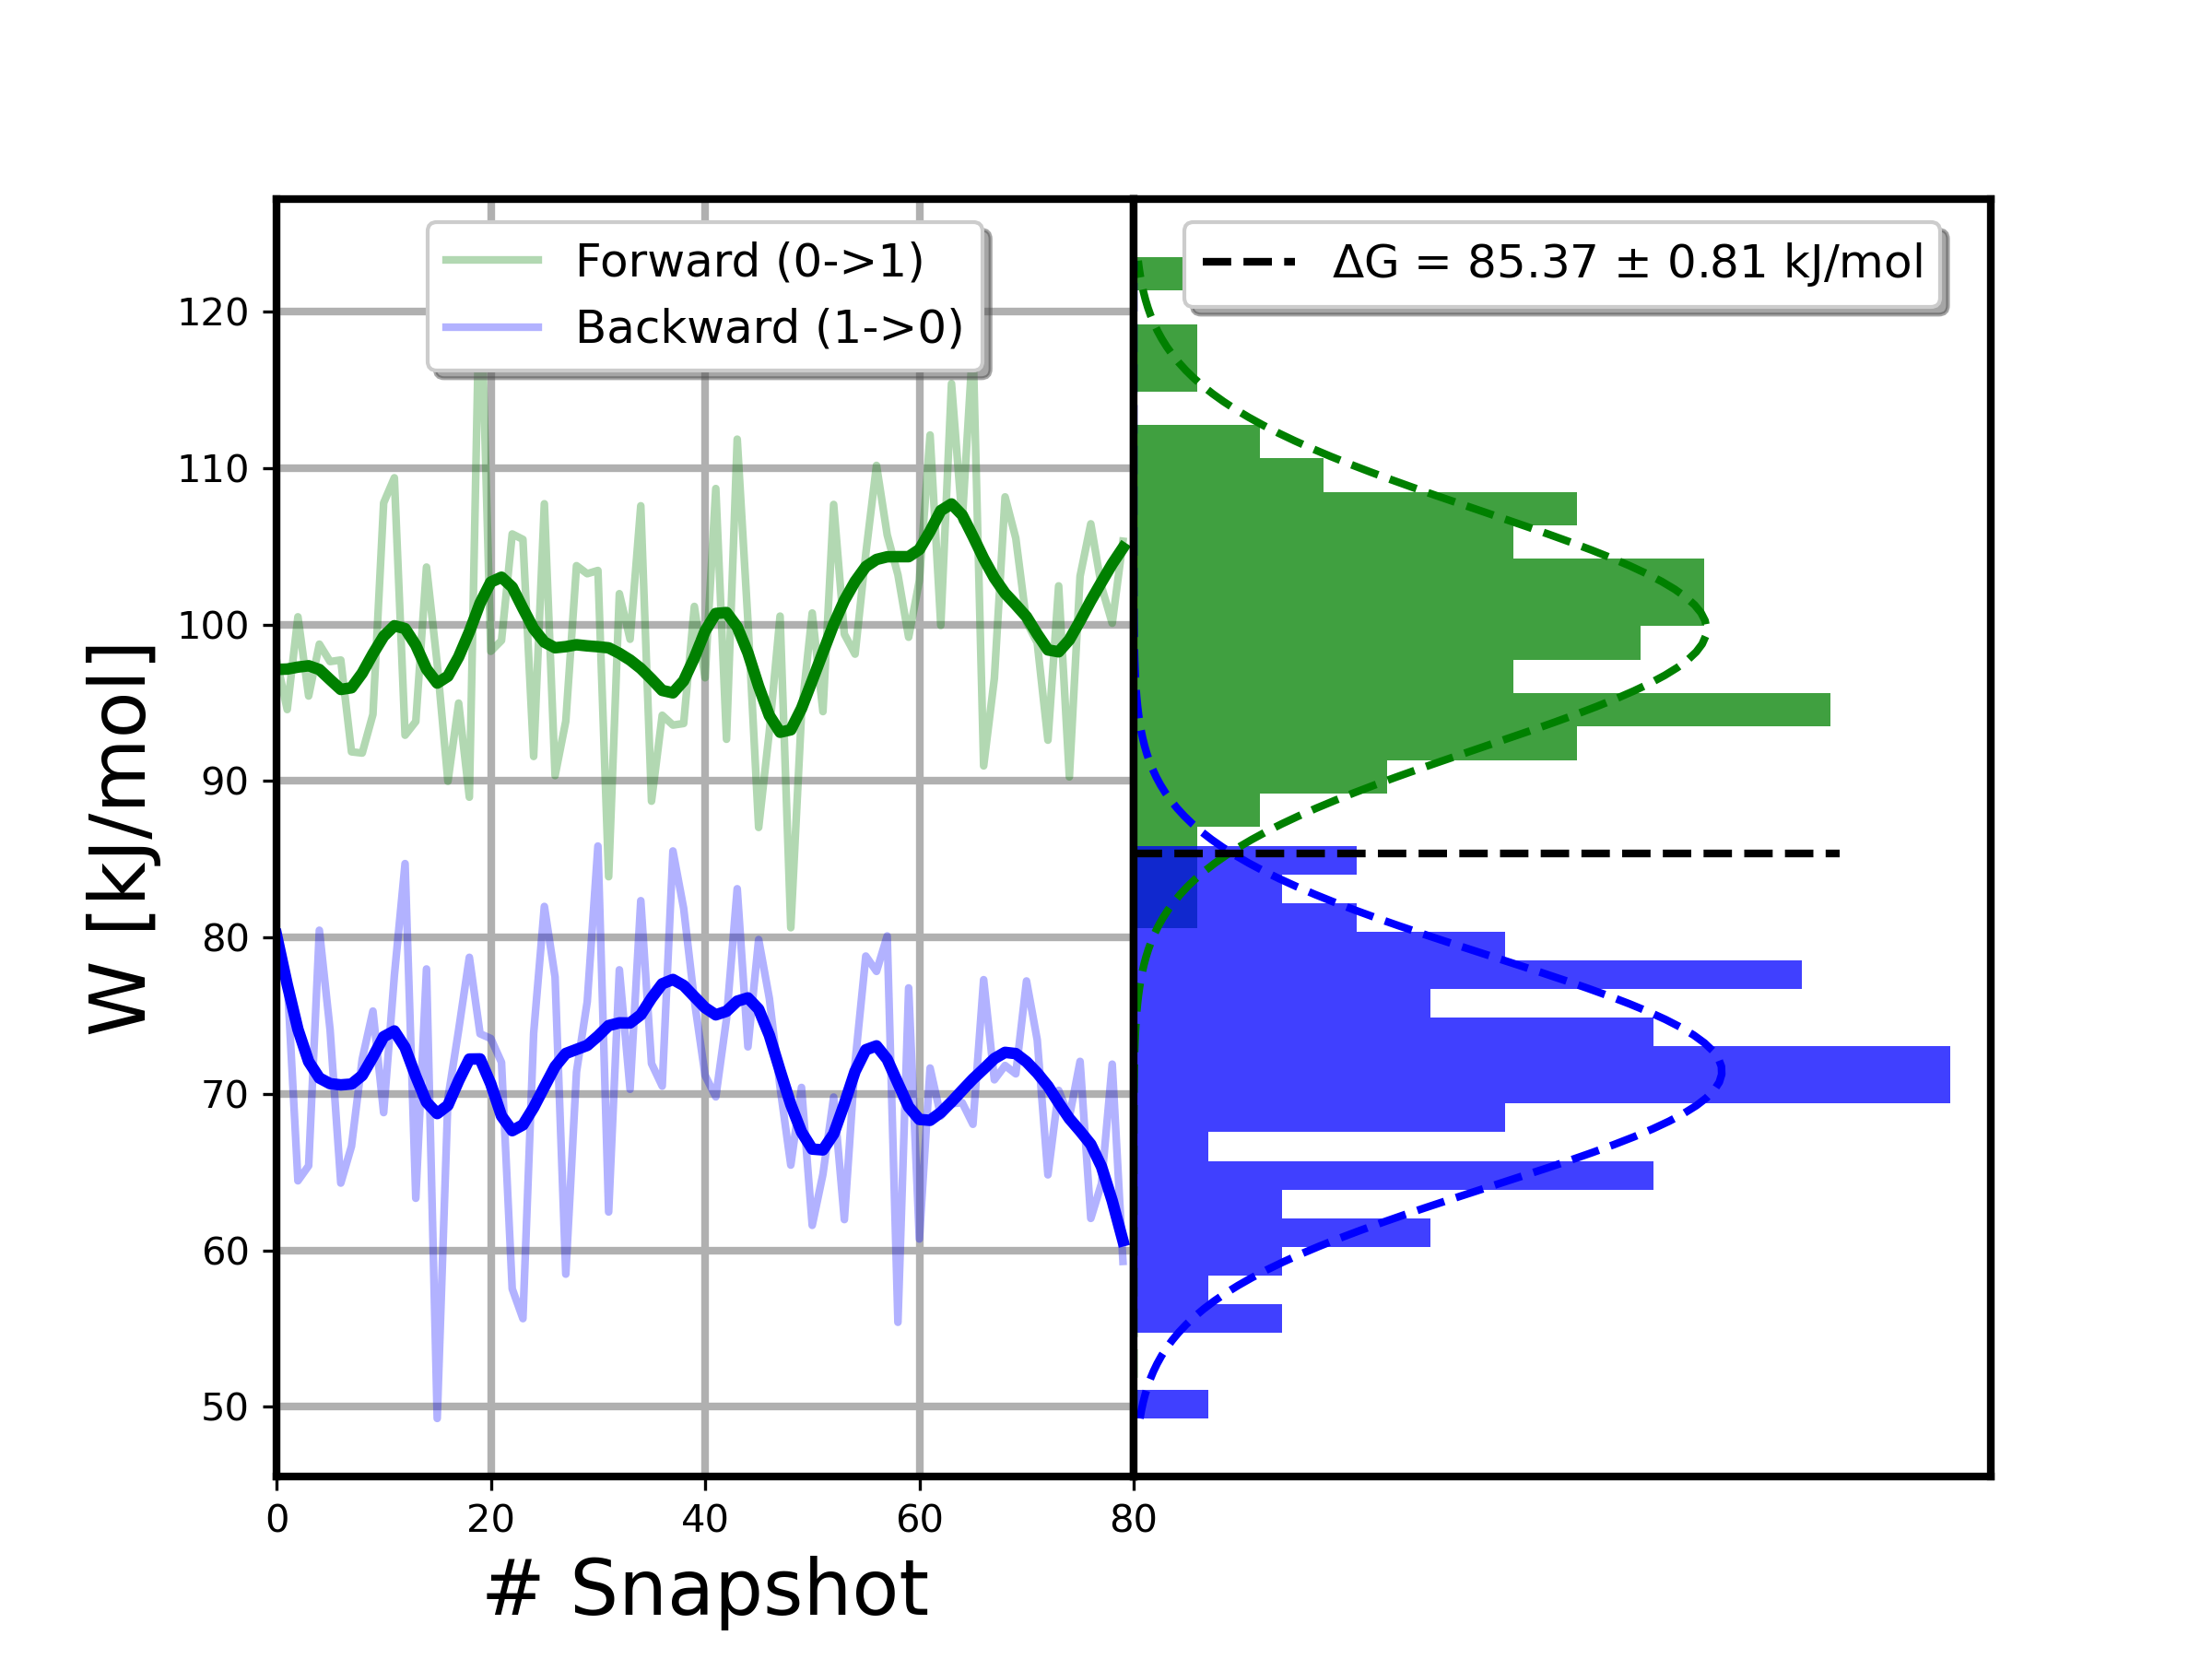 Forward (0->1)
Backward (1->0)
ΔG = 85.37 ± 0.81 kJ/mol
W [kJ/mol]
120
110
100
90
80
70
60
50
0 20 40 60 80
# Snapshot